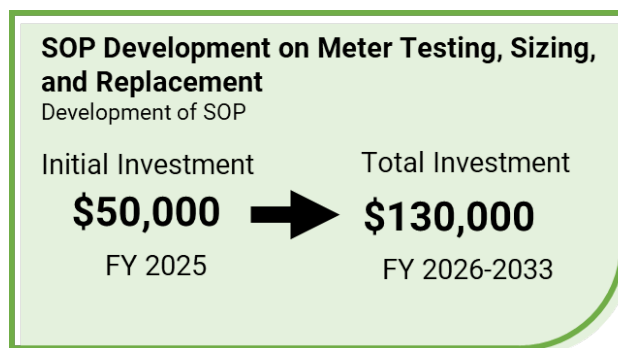 SOP Development on Meter Testing, Sizing,
and Replacement
Development of SOP
Initial Investment
$50,000
FY 2025
Total Investment
$130,000
FY 2026-2033